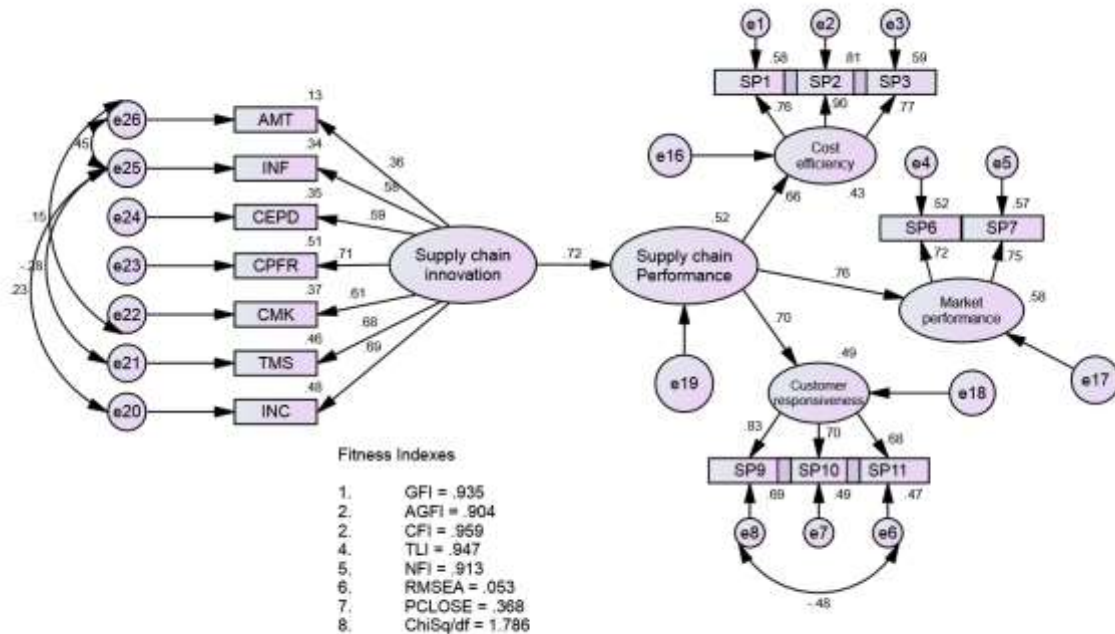 e1
e2
e3
.58
.81
.59
SP1
SP2
SP3
.76
.90
.77
Cost
efficiency
.43
e16
.66
e4
e5
.52
.57
SP6
SP7
.72
.75
Market
performance
.58
e17
.76
.13
e26
AMT
.45
.34
e25
INF
.35
e24
CEPD
.51
e23
CPFR
.37
e22
CMK
.46
e21
TMS
.48
e20
INC
.15
-.28
.23
.36
.58
.59
.71
.61
.68
.69
Supply chain
innovation
.72
.52
Supply chain
Performance
e19
.70
.49
Customer
responsiveness
e18
.83
.70
.68
SP9
SP10
SP11
.69
.49
.47
e8
e7
e6
-.48
Fitness Indexes
1. GFI = .935
2. AGFI = .904
2. CFI = .959
4. TLI = .947
5. NFI = .913
6. RMSEA = .053
7. PCLOSE = .368
8. ChiSq/df = 1.786